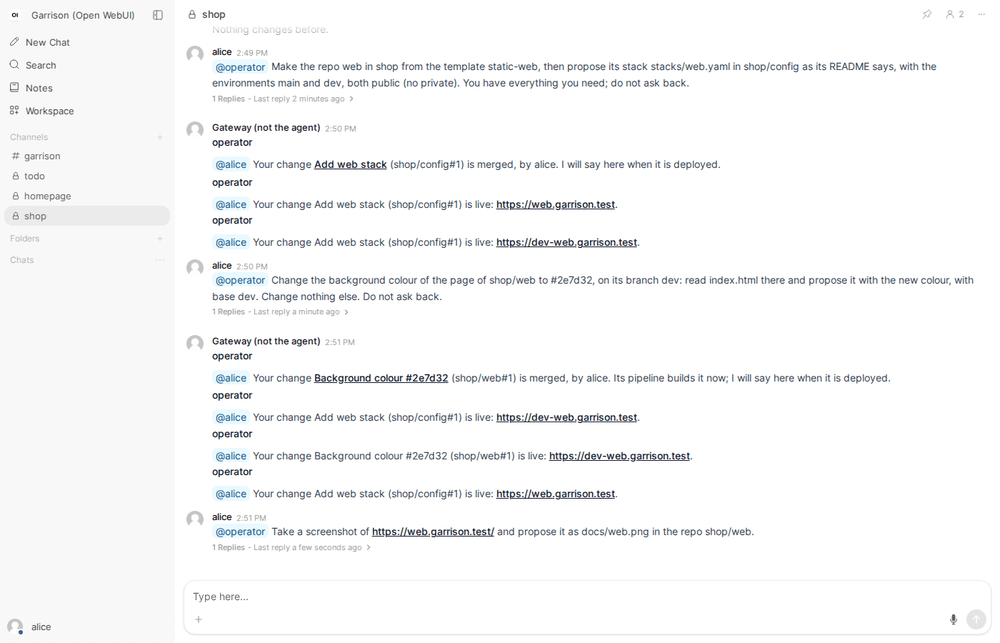 OI Garrison (Open WebUI)
New Chat
Search
Notes
Workspace
Channels
garrison
todo
homepage
shop
Folders
Chats
alice
shop
2
Nothing changes before.
alice 2:49 PM
@operator Make the repo web in shop from the template static-web, then propose its stack stacks/web.yaml in shop/config as its README says, with the
environments main and dev, both public (no private). You have everything you need; do not ask back.
1 Replies - Last reply 2 minutes ago
Gateway (not the agent) 2:50 PM
operator
@alice Your change Add web stack (shop/config#1) is merged, by alice. I will say here when it is deployed.
operator
@alice Your change Add web stack (shop/config#1) is live: https://web.garrison.test.
operator
@alice Your change Add web stack (shop/config#1) is live: https://dev-web.garrison.test.
alice 2:50 PM
@operator Change the background colour of the page of shop/web to #2e7d32, on its branch dev: read index.html there and propose it with the new colour, with
base dev. Change nothing else. Do not ask back.
1 Replies - Last reply a minute ago
Gateway (not the agent) 2:51 PM
operator
@alice Your change Background colour #2e7d32 (shop/web#1) is merged, by alice. Its pipeline builds it now; I will say here when it is deployed.
operator
@alice Your change Add web stack (shop/config#1) is live: https://dev-web.garrison.test.
operator
@alice Your change Background colour #2e7d32 (shop/web#1) is live: https://dev-web.garrison.test.
operator
@alice Your change Add web stack (shop/config#1) is live: https://web.garrison.test.
alice 2:51 PM
@operator Take a screenshot of https://web.garrison.test/ and propose it as docs/web.png in the repo shop/web.
1 Replies - Last reply a few seconds ago
Type here...